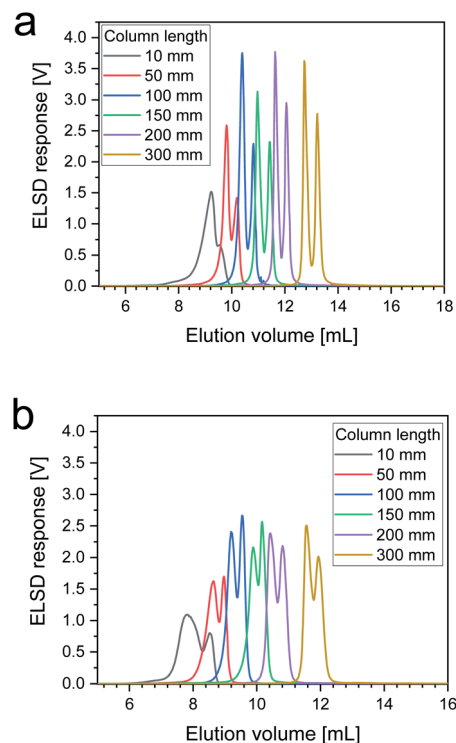 a
ELSD response [V]
4.0
3.5
3.0
2.5
2.0
1.5
1.0
0.5
0.0
Column length
10 mm
50 mm
100 mm
150 mm
200 mm
300 mm
6 8 10 12 14 16 18
Elution volume [mL]
b
ELSD response [V]
4.0
3.5
3.0
2.5
2.0
1.5
1.0
0.5
0.0
Column length
10 mm
50 mm
100 mm
150 mm
200 mm
300 mm
6 8 10 12 14 16
Elution volume [mL]